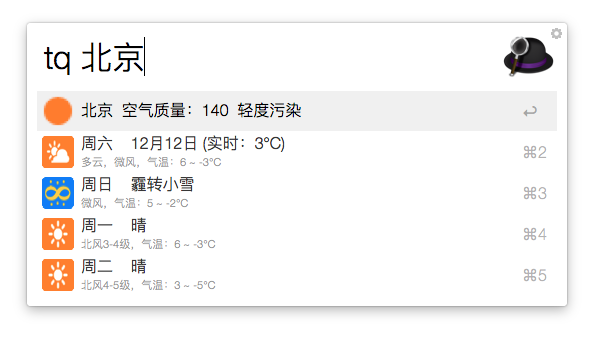 tq 北京
北京 空气质量：140 轻度污染
周六 12月12日 (实时：3℃)
⌘2
多云，微风，气温：6 ~ -3℃
周日 霾转小雪
⌘3
微风，气温：5 ~ -2℃
周一 晴
⌘4
北风3-4级，气温：6 ~ -3℃
周二 晴
⌘5
北风4-5级，气温：3 ~ -5℃